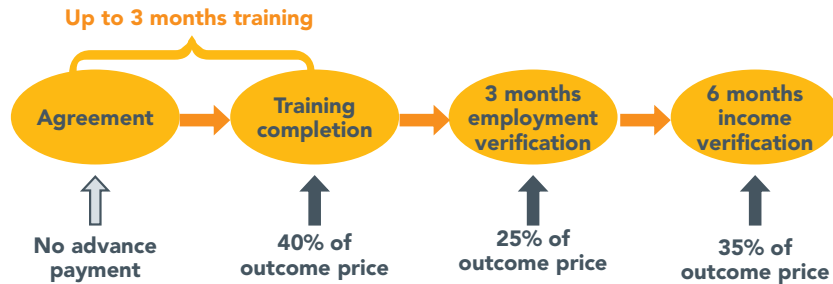 Up to 3 months training
Agreement
Training
completion
3 months
employment
verification
6 months
income
verification
No advance
payment
40% of
outcome price
25% of
outcome price
35% of
outcome price